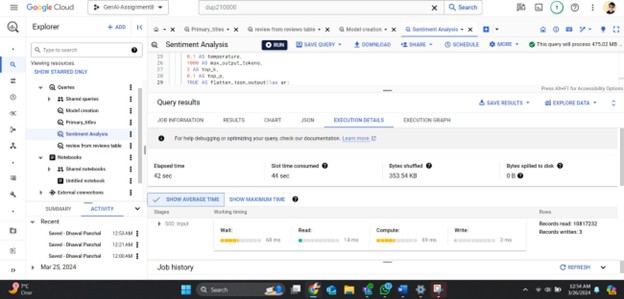 Google Cloud
GenAI-Assignment8
dup210000
Search
1
Explorer
+ ADD
Primary_titles
review from reviews table
Model creation
Sentiment Analysis
Type to search
Viewing resources.
SHOW STARRED ONLY
Queries
Shared queries
Model creation
Primary_titles
Sentiment Analysis
review from reviews table
Notebooks
Shared notebooks
Untitled notebook
External connections
SUMMARY
ACTIVITY
Recent
Saved - Dhawal Panchal
12:53 AM
Saved - Dhawal Panchal
12:21 AM
Saved - Dhawal Panchal
12:00 AM
Mar 25, 2024
Sentiment Analysis
RUN
SAVE QUERY
DOWNLOAD
SHARE
SCHEDULE
MORE
This query will process 475.02 MB
25
26 0.1 AS temperature,
27 1000 AS max_output_tokens,
28 0.1 AS top_p,
29 TRUE AS flatten_json_output))as ar;
Press Alt+F1 for Accessibility Options
Query results
SAVE RESULTS
EXPLORE DATA
JOB INFORMATION
RESULTS
CHART
JSON
EXECUTION DETAILS
EXECUTION GRAPH
For help debugging or optimizing your query, check our documentation. Learn more
Elapsed time
Slot time consumed
Bytes shuffled
Bytes spilled to disk
42 sec
44 sec
353.54 KB
0 B
SHOW AVERAGE TIME
SHOW MAXIMUM TIME
Stages
Working timing
Rows
S00: Input
Wait:
Read:
Compute:
Write:
68 ms
14 ms
69 ms
3 ms
Records read: 10817232
Records written: 3
Job history
REFRESH
Clear
Search
12:54 AM
3/26/2024